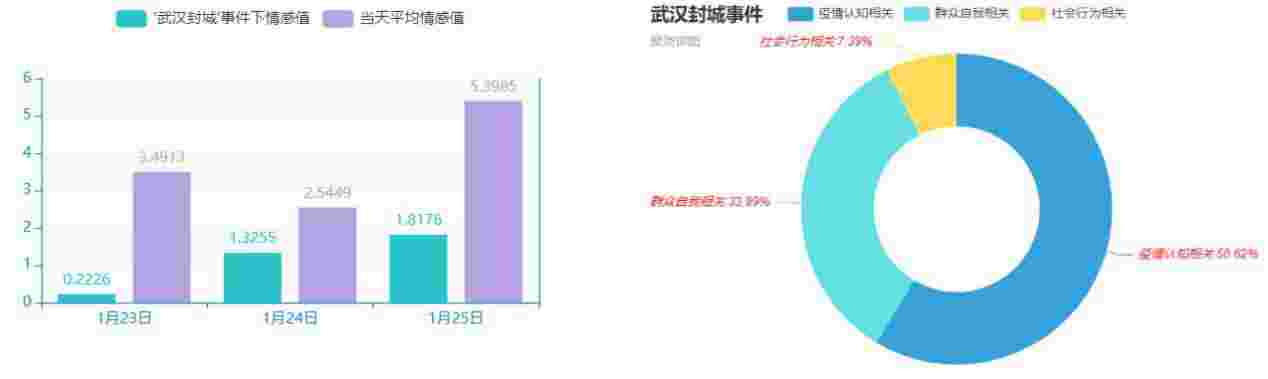 '武汉封城'事件下情感值 当天平均情感值
6
5
4
3
2
1
0
0.2226
3.4913
1.3255
2.5449
1.8176
5.3985
1月23日 1月24日 1月25日
武汉封城事件 疫情认知相关 群众自我相关 社会行为相关
社会行为相关:7.39%
群众自我相关:33.99%
疫情认知相关:58.62%